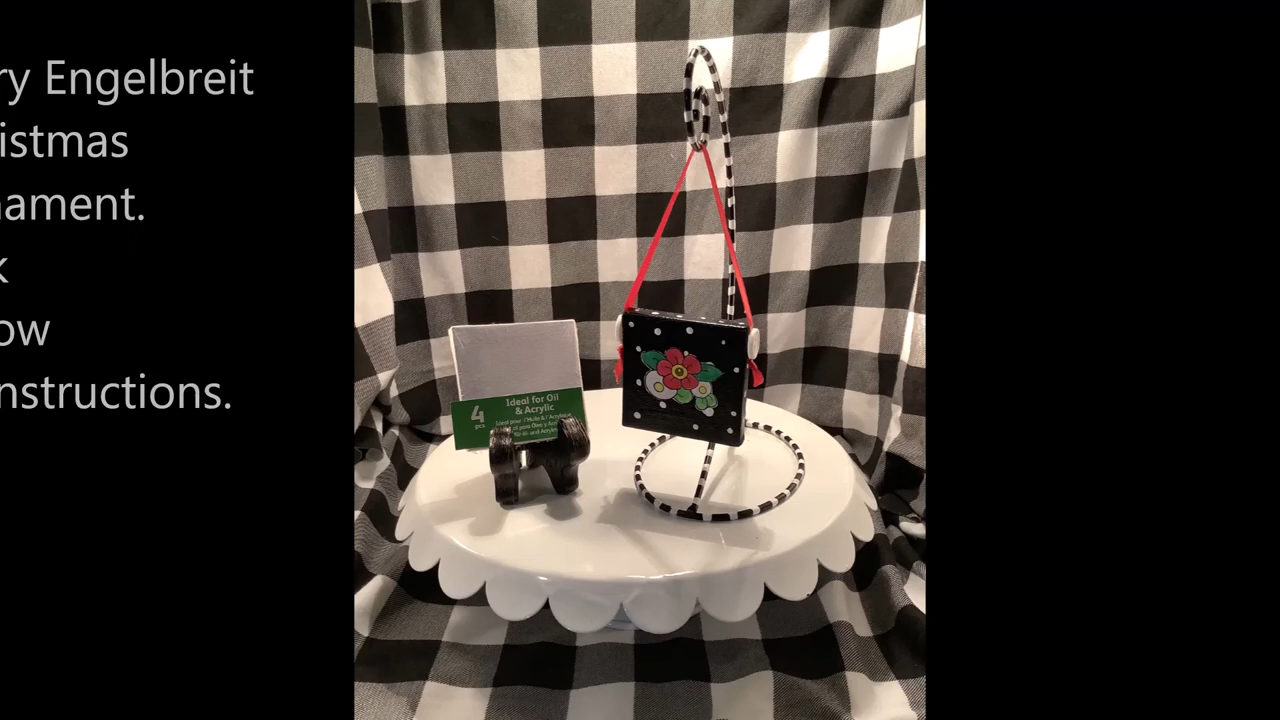 ry Engelbreit
istmas
ament.
k
ow
nstructions.
4
pcs
Ideal for Oil
& Acrylic